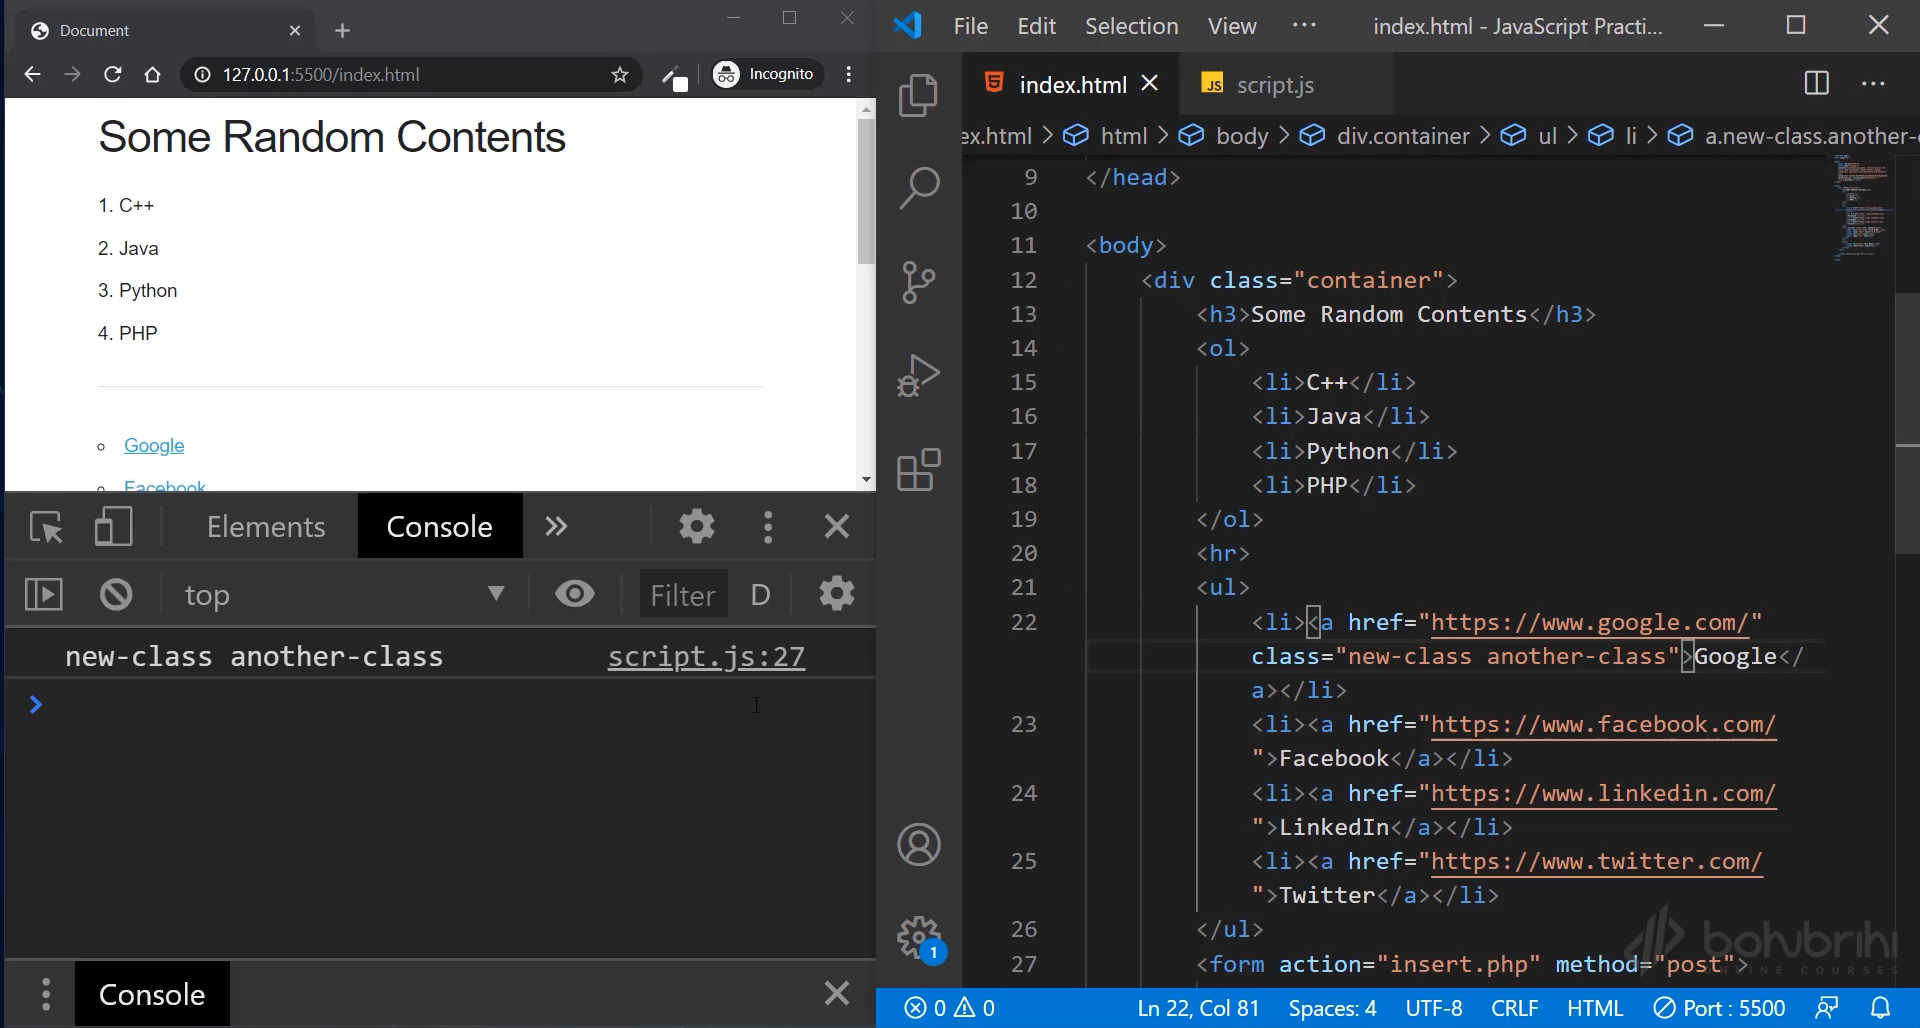 Document
127.0.0.1:5500/index.html
Incognito
Some Random Contents
1. C++
2. Java
3. Python
4. PHP
Google
Facebook
Elements
Console
top
Filter
D
new-class another-class
script.js:27
Console
File
Edit
Selection
View
index.html - JavaScript Practi...
index.html
JS
script.js
ex.html > html > body > div.container > ul > li > a.new-class.another-
9 </head>
10
11 <body>
12 <div class="container">
13 <h3>Some Random Contents</h3>
14 <ol>
15 <li>C++</li>
16 <li>Java</li>
17 <li>Python</li>
18 <li>PHP</li>
19 </ol>
20 <hr>
21 <ul>
22 <li><a href="https://www.google.com/"
class="new-class another-class">Google</
a></li>
23 <li><a href="https://www.facebook.com/
">Facebook</a></li>
24 <li><a href="https://www.linkedin.com/
">LinkedIn</a></li>
25 <li><a href="https://www.twitter.com/
">Twitter</a></li>
26 </ul>
27 <form action="insert.php" method="post">
bohubrihi
ONLINE COURSES
1
0
0
Ln 22, Col 81
Spaces: 4
UTF-8
CRLF
HTML
Port : 5500